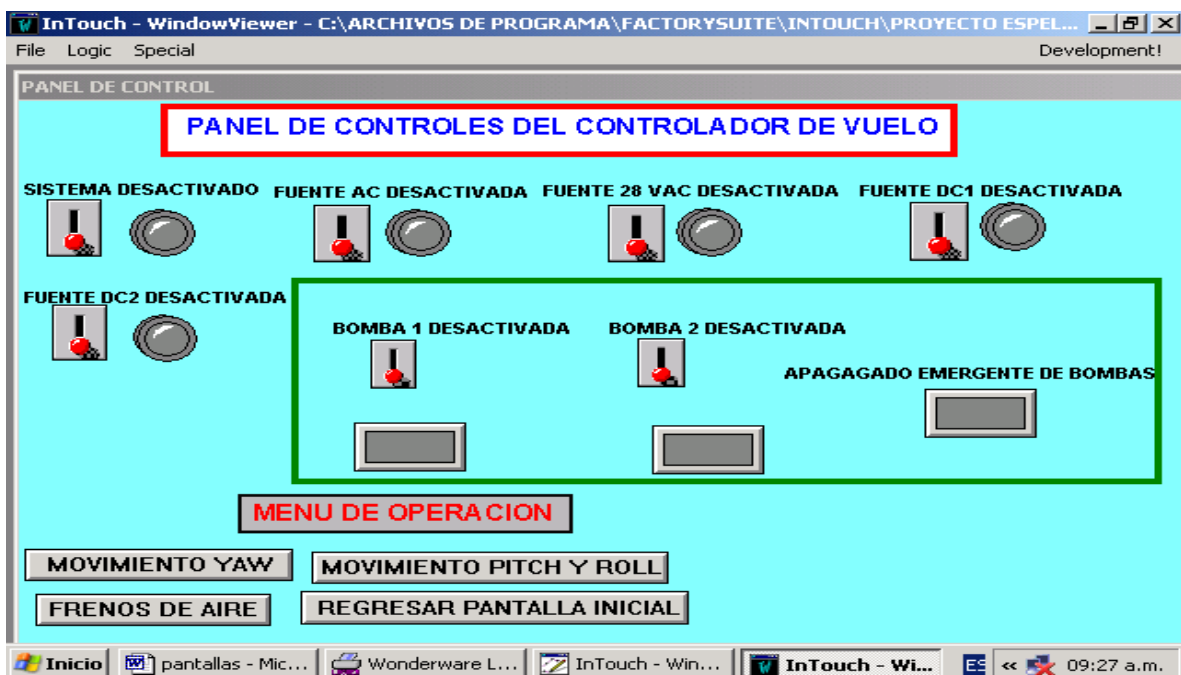 InTouch - WindowViewer - C:\ARCHIVOS DE PROGRAMA\FACTORYSUITE\INTOUCH\PROYECTO ESPEL...
File Logic Special Development!
PANEL DE CONTROL
PANEL DE CONTROLES DEL CONTROLADOR DE VUELO
SISTEMA DESACTIVADO FUENTE AC DESACTIVADA FUENTE 28 VAC DESACTIVADA FUENTE DC1 DESACTIVADA
FUENTE DC2 DESACTIVADA
BOMBA 1 DESACTIVADA BOMBA 2 DESACTIVADA
APAGAGADO EMERGENTE DE BOMBAS
MENU DE OPERACION
MOVIMIENTO YAW MOVIMIENTO PITCH Y ROLL
FRENOS DE AIRE REGRESAR PANTALLA INICIAL
Inicio pantallas - Mic... Wonderware L... InTouch - Win... InTouch - Wi... ES « 09:27 a.m.